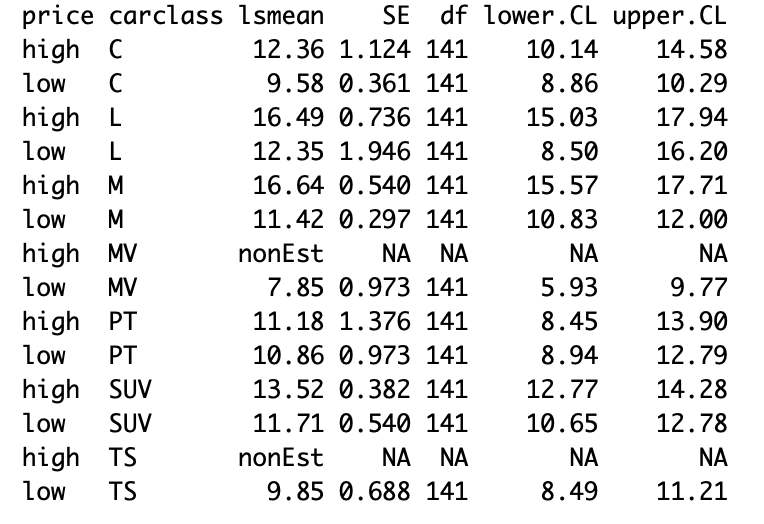 price carclass lsmean SE df lower.CL upper.CL
high C 12.36 1.124 141 10.14 14.58
low C 9.58 0.361 141 8.86 10.29
high L 16.49 0.736 141 15.03 17.94
low L 12.35 1.946 141 8.50 16.20
high M 16.64 0.540 141 15.57 17.71
low M 11.42 0.297 141 10.83 12.00
high MV nonEst NA NA NA NA
low MV 7.85 0.973 141 5.93 9.77
high PT 11.18 1.376 141 8.45 13.90
low PT 10.86 0.973 141 8.94 12.79
high SUV 13.52 0.382 141 12.77 14.28
low SUV 11.71 0.540 141 10.65 12.78
high TS nonEst NA NA NA NA
low TS 9.85 0.688 141 8.49 11.21